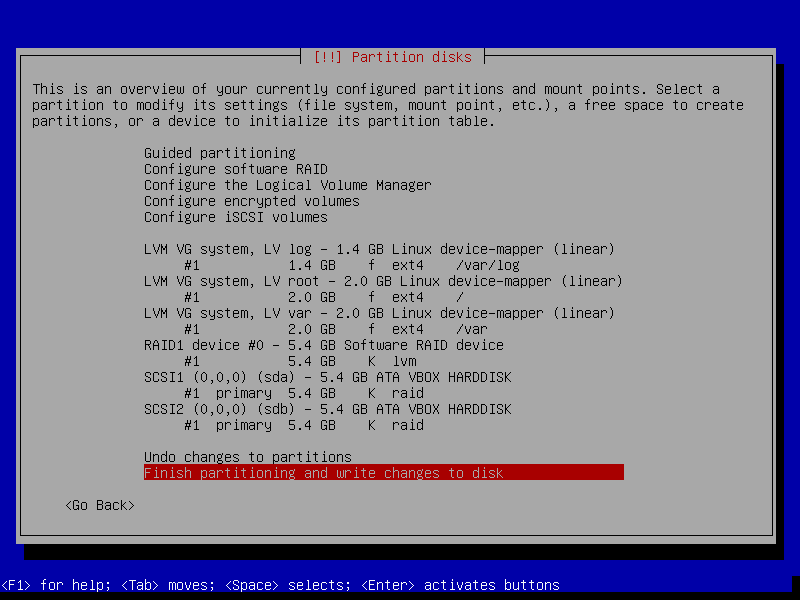 [!!] Partition disks
This is an overview of your currently configured partitions and mount points. Select a
partition to modify its settings (file system, mount point, etc.), a free space to create
partitions, or a device to initialize its partition table.
Guided partitioning
Configure software RAID
Configure the Logical Volume Manager
Configure encrypted volumes
Configure iSCSI volumes
LVM VG system, LV log - 1.4 GB Linux device-mapper (linear)
#1 1.4 GB f ext4 /var/log
LVM VG system, LV root - 2.0 GB Linux device-mapper (linear)
#1 2.0 GB f ext4 /
LVM VG system, LV var - 2.0 GB Linux device-mapper (linear)
#1 2.0 GB f ext4 /var
RAID1 device #0 - 5.4 GB Software RAID device
#1 5.4 GB K lvm
SCSI1 (0,0,0) (sda) - 5.4 GB ATA VBOX HARDDISK
#1 primary 5.4 GB K raid
SCSI2 (0,0,0) (sdb) - 5.4 GB ATA VBOX HARDDISK
#1 primary 5.4 GB K raid
Undo changes to partitions
Finish partitioning and write changes to disk
<Go Back>
<F1> for help; <Tab> moves; <Space> selects; <Enter> activates buttons